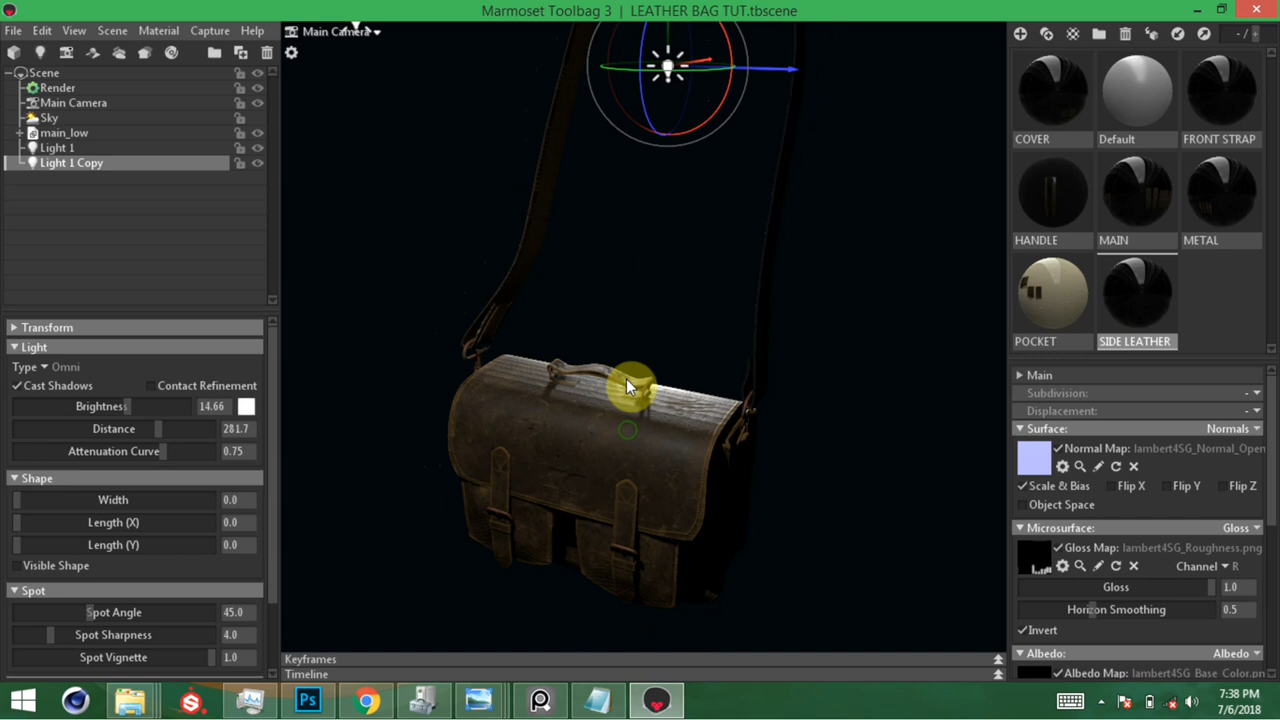 Marmoset Toolbag 3 | LEATHER BAG TUT.tbscene
File Edit View Scene Material Capture Help
Main Camera
- /
Scene
Render
Main Camera
Sky
main_low
Light 1
Light 1 Copy
COVER Default FRONT STRAP
HANDLE MAIN METAL
POCKET SIDE LEATHER
Transform
Light
Type Omni
Cast Shadows Contact Refinement
Brightness 14.66
Distance 281.7
Attenuation Curve 0.75
Shape
Width 0.0
Length (X) 0.0
Length (Y) 0.0
Visible Shape
Spot
Spot Angle 45.0
Spot Sharpness 4.0
Spot Vignette 1.0
Main
Subdivision: -
Displacement: -
Surface: Normals
Normal Map: lambert4SG_Normal_Open
Scale & Bias Flip X Flip Y Flip Z
Object Space
Microsurface: Gloss
Gloss Map: lambert4SG_Roughness.png
Channel R
Gloss 1.0
Horizon Smoothing 0.5
Invert
Albedo: Albedo
Albedo Map: lambert4SG_Base_Color.png
Keyframes
Timeline
Ps
7:38 PM
7/6/2018